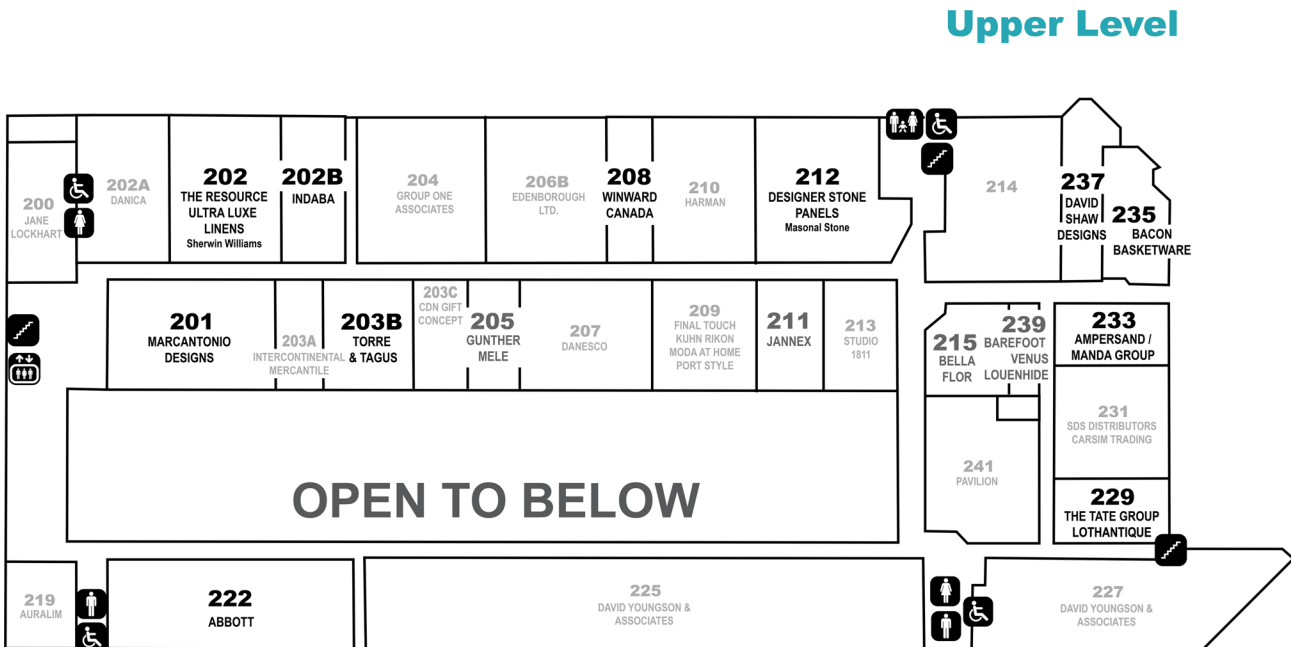 Upper Level
200
JANE
LOCKHART
202A
DANICA
202
THE RESOURCE
ULTRA LUXE
LINENS
Sherwin Williams
202B
INDABA
204
GROUP ONE
ASSOCIATES
206B
EDENBOROUGH
LTD.
208
WINWARD
CANADA
210
HARMAN
212
DESIGNER STONE
PANELS
Masonal Stone
214
237
DAVID
SHAW
DESIGNS
235
BACON
BASKETWARE
201
MARCANTONIO
DESIGNS
203A
INTERCONTINENTAL
MERCANTILE
203B
TORRE
& TAGUS
203C
CDN GIFT
CONCEPT
205
GUNTHER
MELE
207
DANESCO
209
FINAL TOUCH
KUHN RIKON
MODA AT HOME
PORT STYLE
211
JANNEX
213
STUDIO
1811
215
BELLA
FLOR
239
BAREFOOT
VENUS
LOUENHIDE
233
AMPERSAND /
MANDA GROUP
231
SDS DISTRIBUTORS
CARSIM TRADING
241
PAVILION
229
THE TATE GROUP
LOTHANTIQUE
OPEN TO BELOW
219
AURALIM
222
ABBOTT
225
DAVID YOUNGSON &
ASSOCIATES
227
DAVID YOUNGSON &
ASSOCIATES